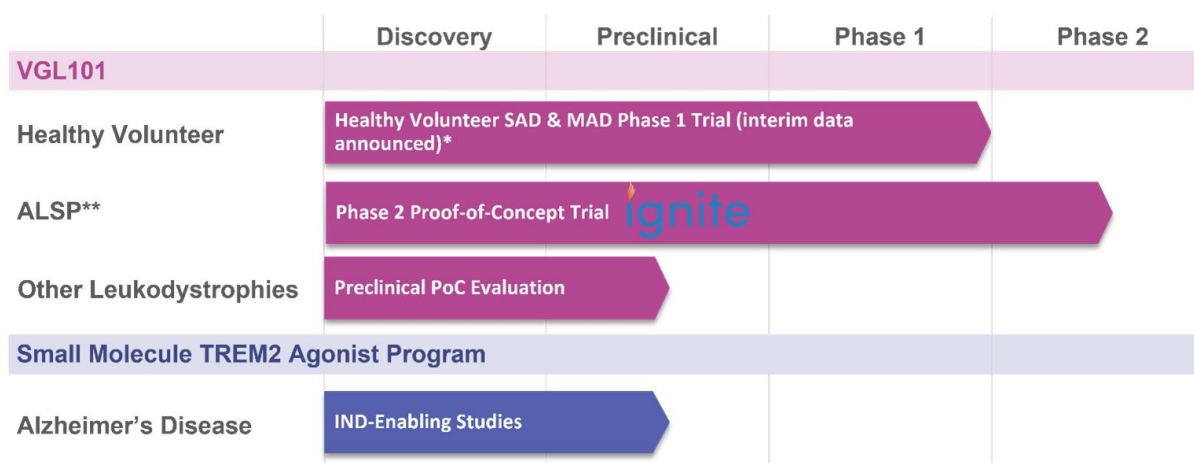 Discovery Preclinical Phase 1 Phase 2
VGL101
Healthy Volunteer
Healthy Volunteer SAD & MAD Phase 1 Trial (interim data
announced)*
ALSP**
Phase 2 Proof-of-Concept Trial ignite
Other Leukodystrophies
Preclinical PoC Evaluation
Small Molecule TREM2 Agonist Program
Alzheimer’s Disease
IND-Enabling Studies